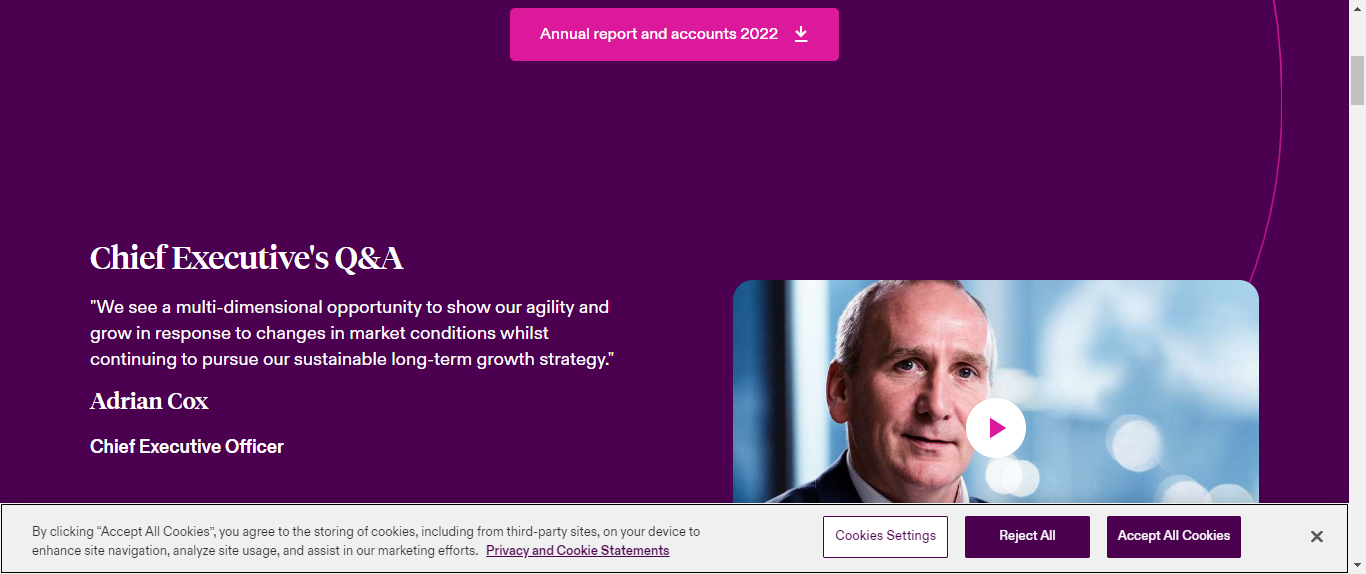 Annual report and accounts 2022
Chief Executive's Q&A
"We see a multi-dimensional opportunity to show our agility and
grow in response to changes in market conditions whilst
continuing to pursue our sustainable long-term growth strategy."
Adrian Cox
Chief Executive Officer
By clicking “Accept All Cookies”, you agree to the storing of cookies, including from third-party sites, on your device to
enhance site navigation, analyze site usage, and assist in our marketing efforts. Privacy and Cookie Statements
Cookies Settings
Reject All
Accept All Cookies